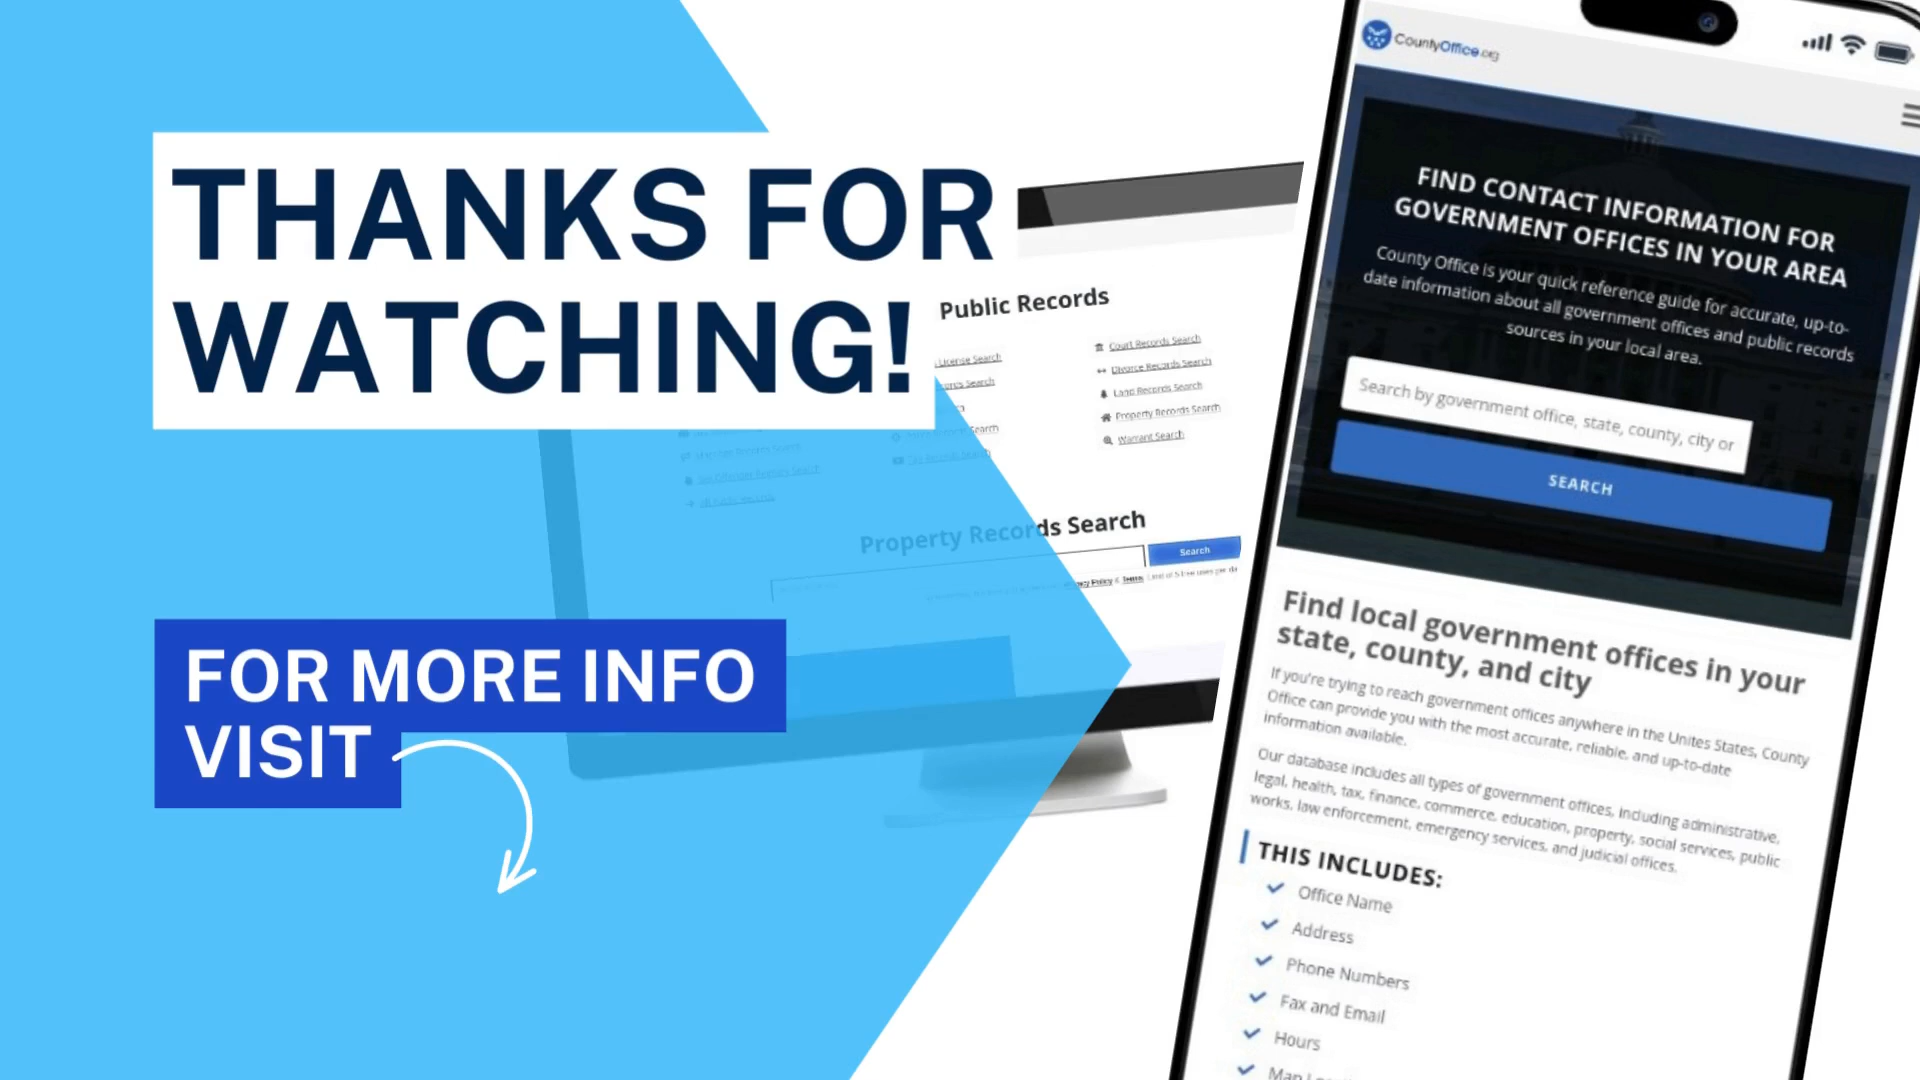 THANKS FOR
WATCHING!
FOR MORE INFO
VISIT
Public Records
License Search
Search
Search
Court Records Search
Divorce Records Search
Land Records Search
Property Records Search
Warrant Search
Property Records Search
Search
CountyOffice.org
FIND CONTACT INFORMATION FOR
GOVERNMENT OFFICES IN YOUR AREA
County Office is your quick reference guide for accurate, up-to-
date information about all government offices and public records
sources in your local area.
Search by government office, state, county, city or
SEARCH
Find local government offices in your
state, county, and city
If you're trying to reach government offices anywhere in the Unites States, County
Office can provide you with the most accurate, reliable, and up-to-date
information available.
Our database includes all types of government offices, including administrative,
legal, health, tax, finance, commerce, education, property, social services, public
works, law enforcement, emergency services, and judicial offices.
THIS INCLUDES:
Office Name
Address
Phone Numbers
Fax and Email
Hours